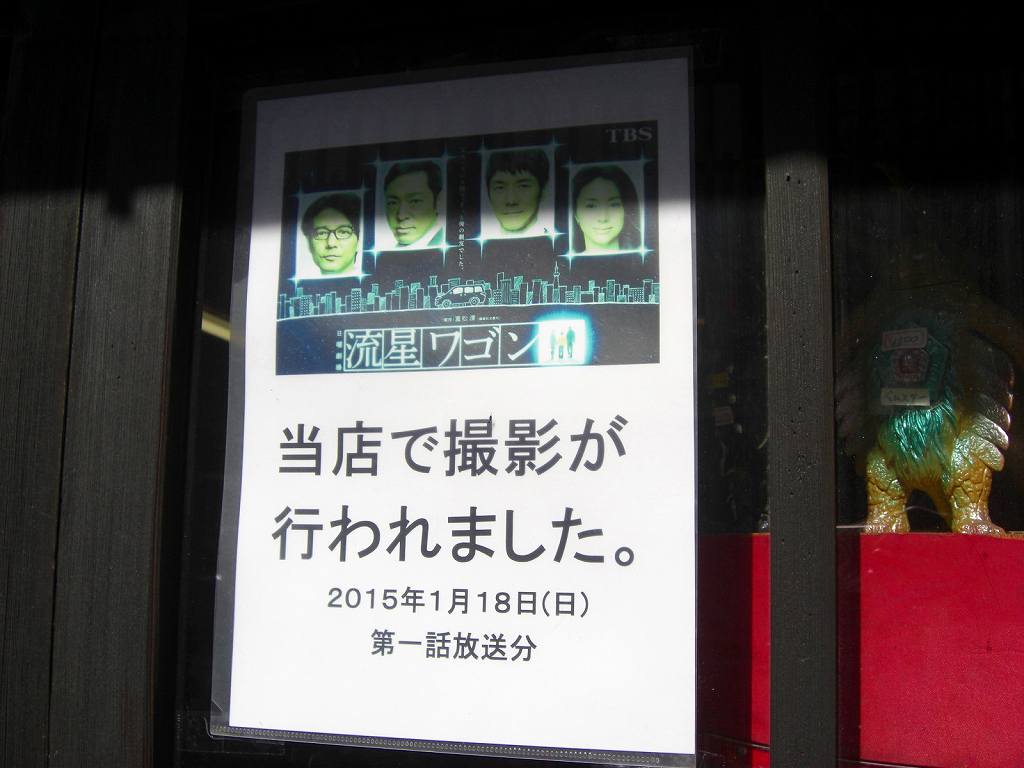 TBS
流星ワゴン
当店で撮影が
行われました。
2015年1月18日(日)
第一話放送分